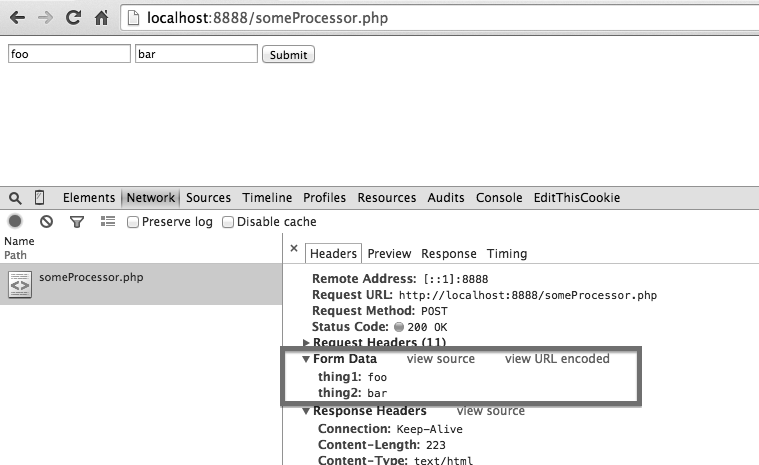 localhost:8888/someProcessor.php
foo bar Submit
Elements Network Sources Timeline Profiles Resources Audits Console EditThisCookie
Preserve log Disable cache
Name
Path
someProcessor.php
× Headers Preview Response Timing
Remote Address: [::1]:8888
Request URL: http://localhost:8888/someProcessor.php
Request Method: POST
Status Code: 200 OK
Request Headers (11)
Form Data view source view URL encoded
thing1: foo
thing2: bar
Response Headers view source
Connection: Keep-Alive
Content-Length: 223
Content-Type: text/html